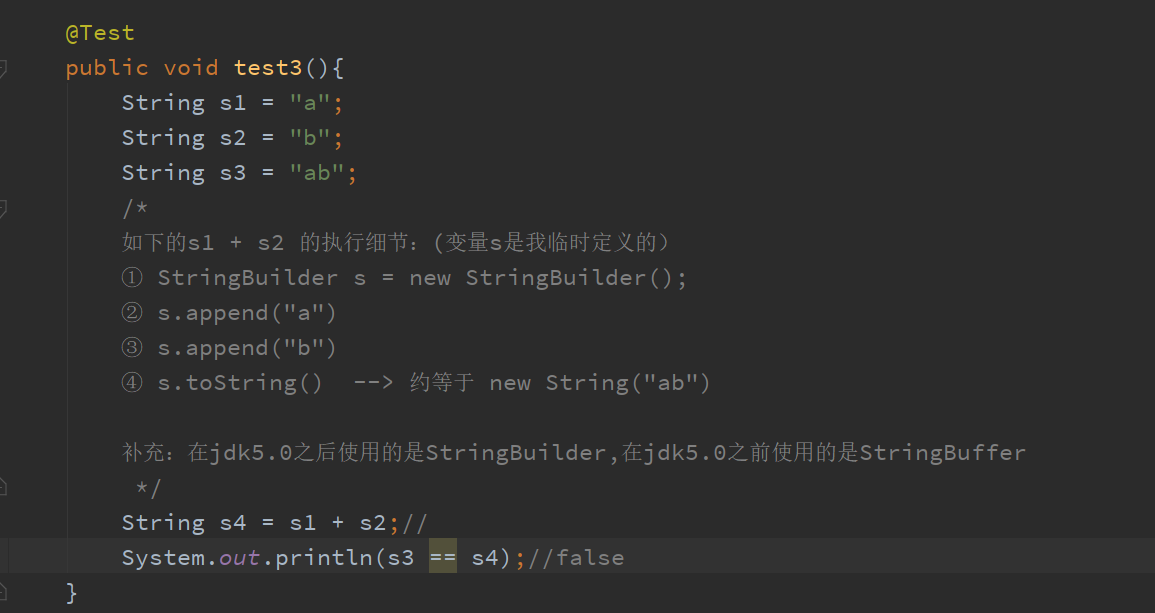 @Test
public void test3(){
String s1 = "a";
String s2 = "b";
String s3 = "ab";
/*
如下的s1 + s2 的执行细节：(变量s是我临时定义的）
① StringBuilder s = new StringBuilder();
② s.append("a")
③ s.append("b")
④ s.toString()  --> 约等于 new String("ab")
补充：在jdk5.0之后使用的是StringBuilder,在jdk5.0之前使用的是StringBuffer
*/
String s4 = s1 + s2;//
System.out.println(s3 == s4);//false
}